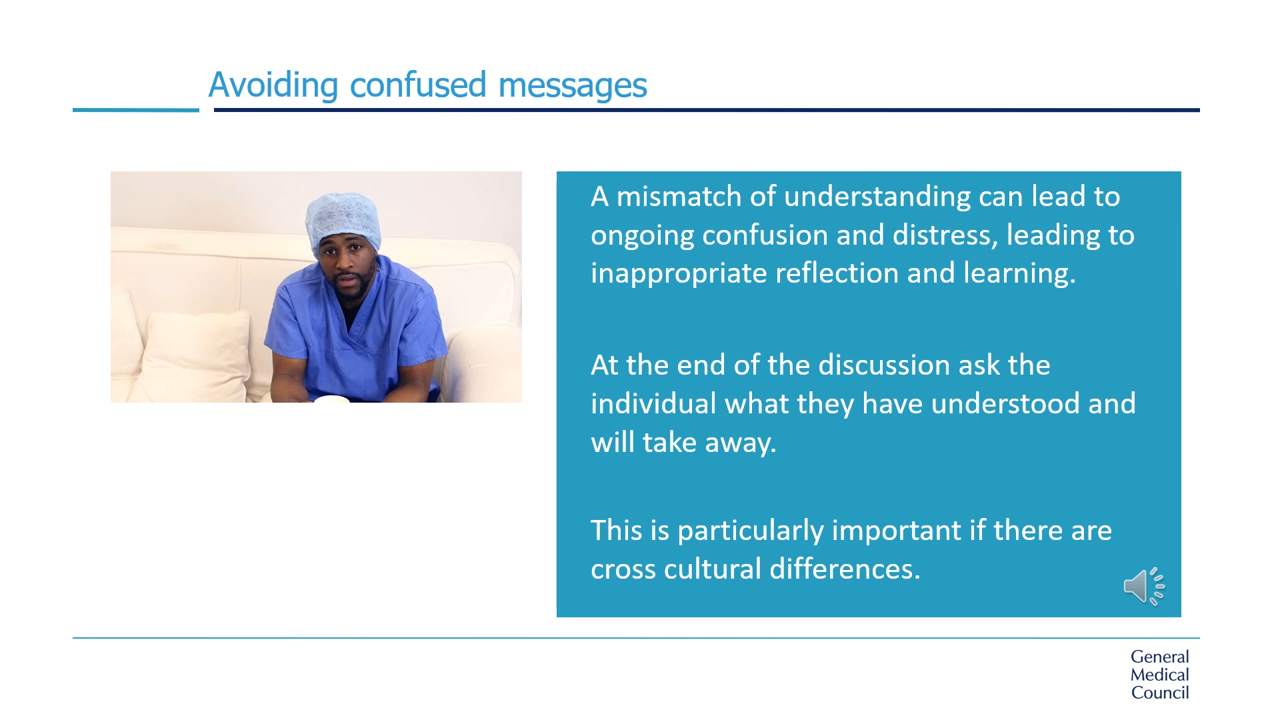 Avoiding confused messages
A mismatch of understanding can lead to
ongoing confusion and distress, leading to
inappropriate reflection and learning.
At the end of the discussion ask the
individual what they have understood and
will take away.
This is particularly important if there are
cross cultural differences.
General
Medical
Council